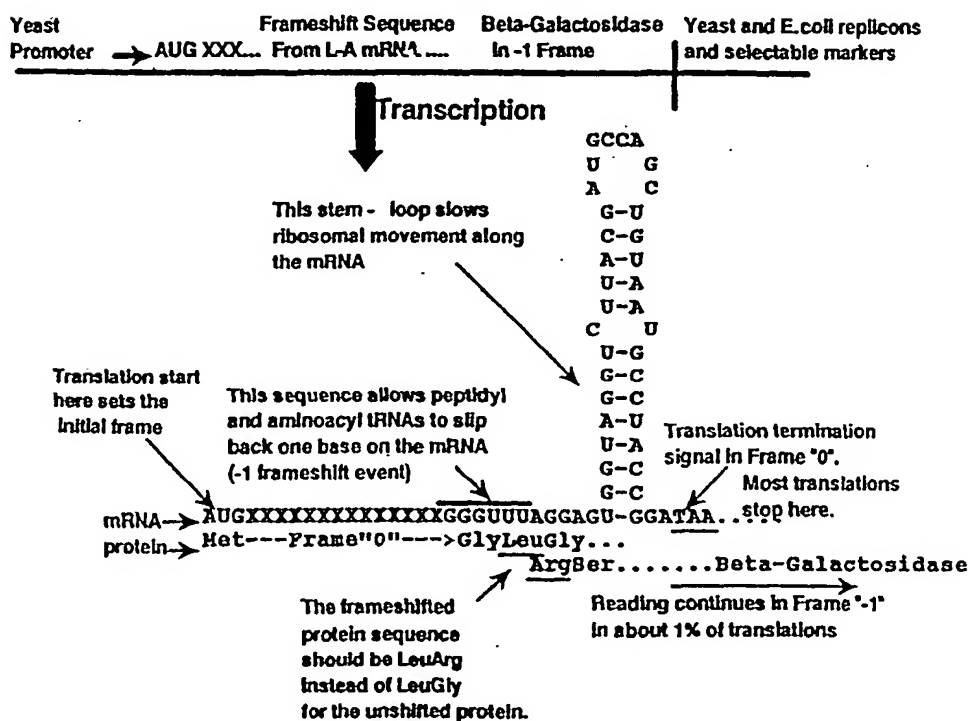 Yeast
Promoter
AUG XXX...
Frameshift Sequence
From L-A mRNA ....
Beta-Galactosidase
In -1 Frame
Yeast and E.coli replicons
and selectable markers
Transcription
This stem - loop slows
ribosomal movement along
the mRNA
GCCA
U G
A C
G-U
C-G
A-U
U-A
U-A
C U
U-G
G-C
G-C
A-U
U-A
G-C
G-C
Translation start
here sets the
initial frame
This sequence allows peptidyl
and aminoacyl tRNAs to slip
back one base on the mRNA
(-1 frameshift event)
Translation termination
signal in Frame "0".
Most translations
stop here.
mRNA AUGXXXXXXXXXXXXXXGGGUUUAGGAGU-GGATAA.....
protein Met---Frame"0"--->GlyLeuGly...
ArgSer.......Beta-Galactosidase
The frameshifted
protein sequence
should be LeuArg
instead of LeuGly
for the unshifted protein.
Reading continues in Frame "-1"
in about 1% of translations